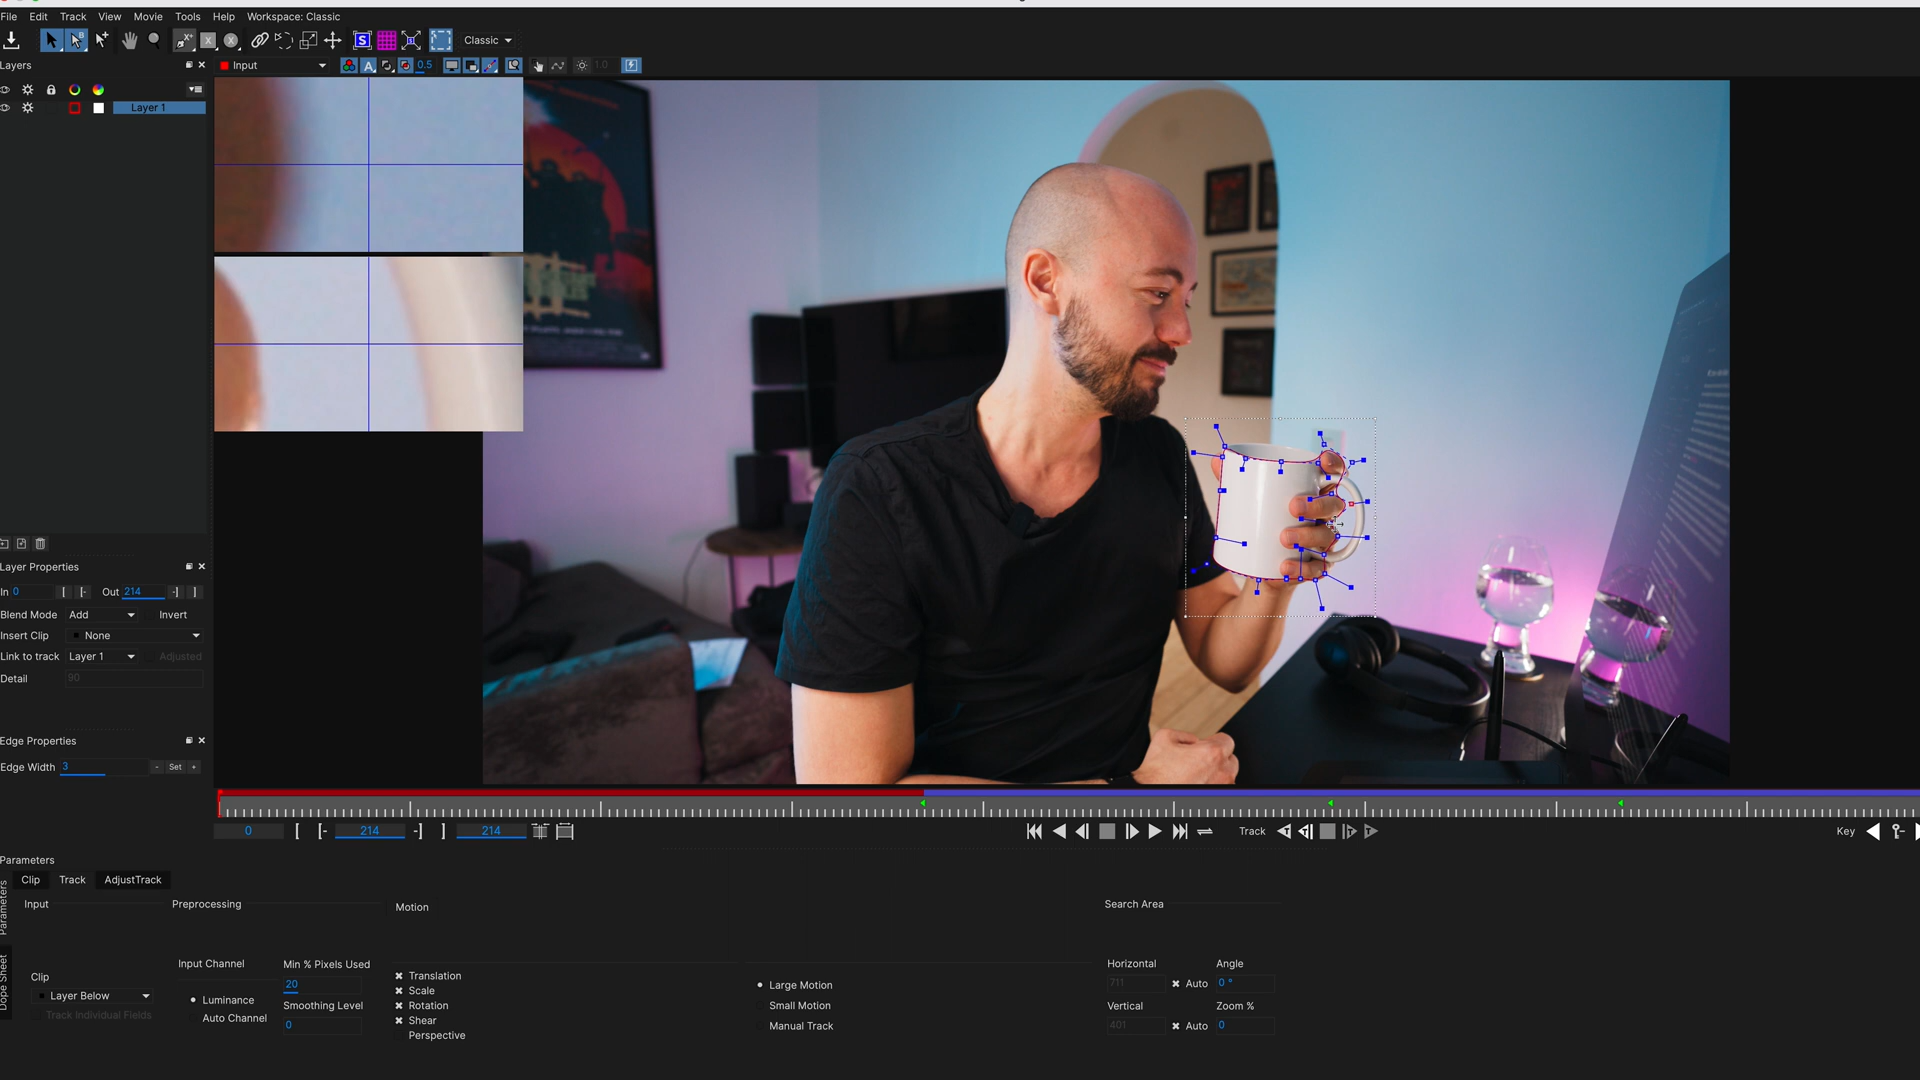 File Edit Track View Movie Tools Help Workspace: Classic
S Classic
Layers
Input A 0.5 1.0
Layer 1
Layer Properties
In 0 [ [- Out 214 -] ]
Blend Mode Add Invert
Insert Clip None
Link to track Layer 1 Adjusted
Detail 90
Edge Properties
Edge Width 3 - Set +
0 [ [- 214 -] ] 214 Track Key
Parameters
Clip Track AdjustTrack
Parameters
Dope Sheet
Input Preprocessing Motion Search Area
Input Channel Min % Pixels Used Horizontal Angle
Clip 20 Translation Large Motion 711 Auto 0 °
Layer Below Luminance Smoothing Level Scale
Rotation Small Motion Vertical Zoom %
Track Individual Fields Auto Channel 0 Shear Manual Track 401 Auto 0
Perspective